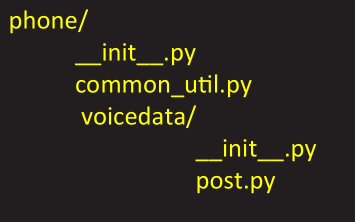 phone/
__init__.py
common_util.py
voicedata/
__init__.py
post.py